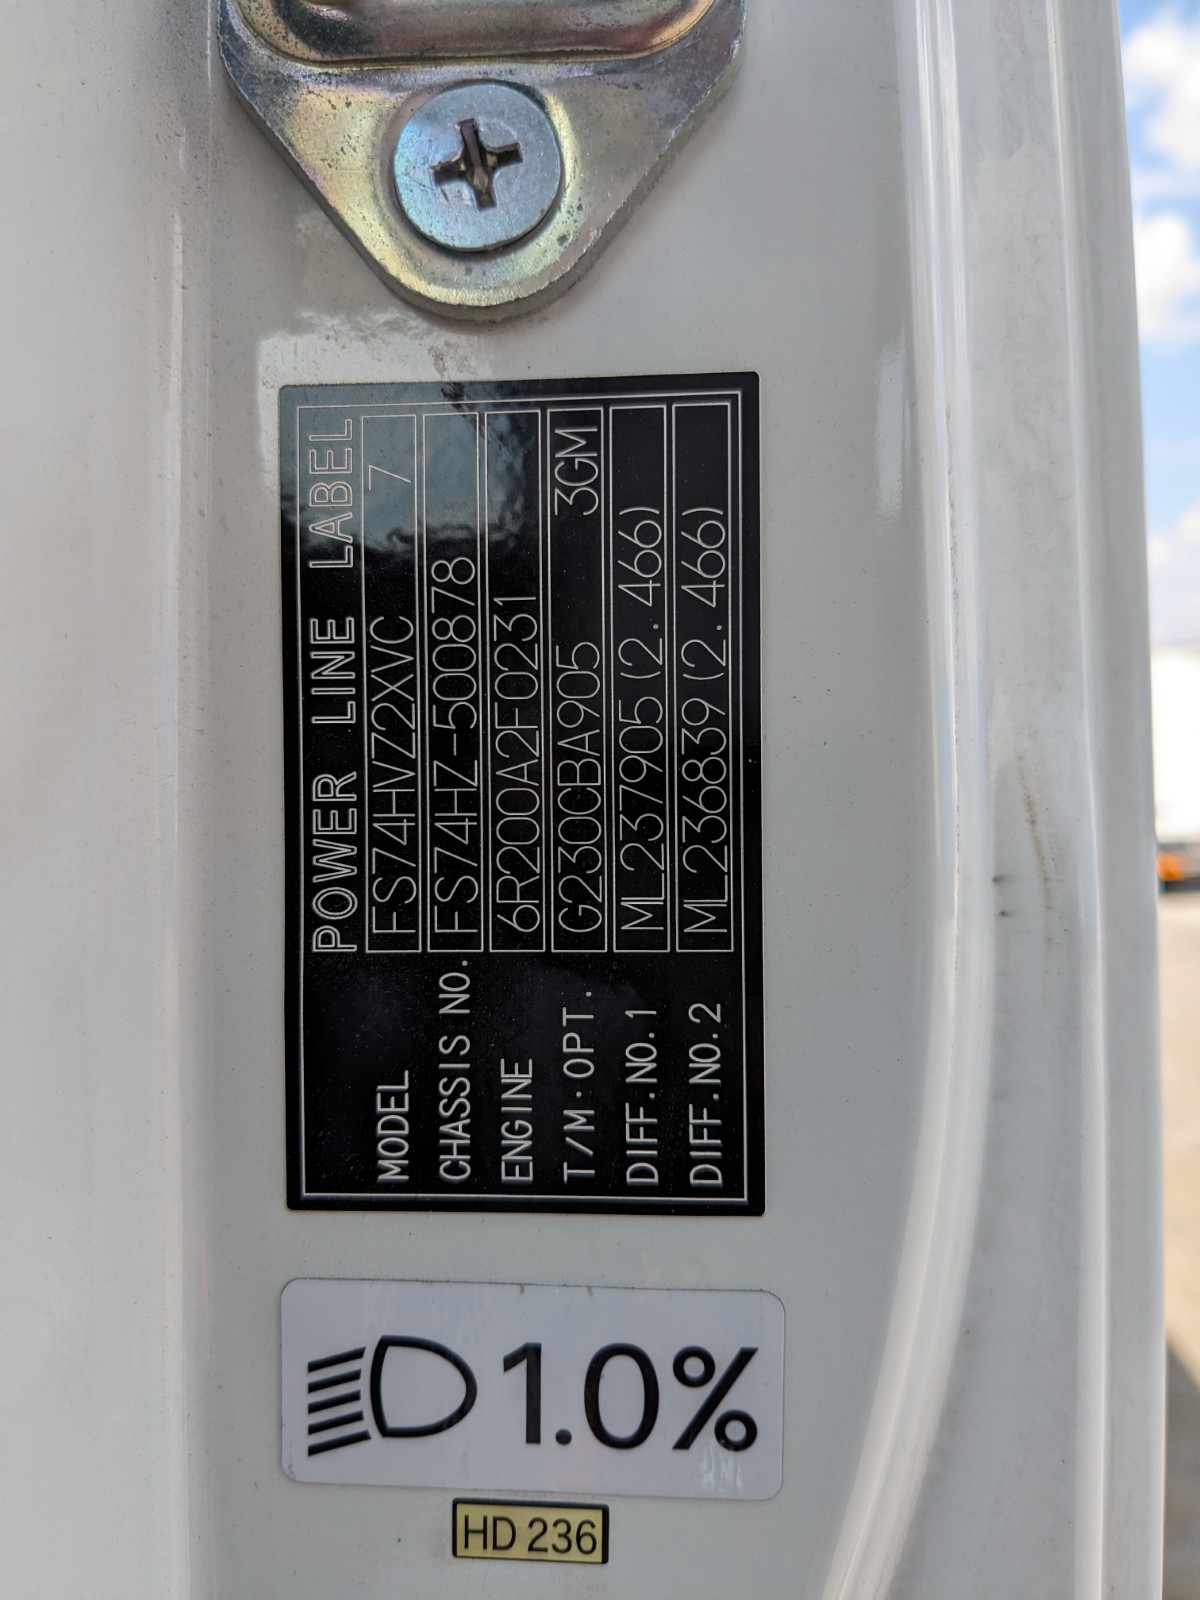 POWER LINE LABEL
MODEL FS74HVZ2XVC 7
CHASSIS NO. FS74HZ-500878
ENGINE 6R200A2F0231
T/M·OPT. G230CBA905 3GM
DIFF.NO.1 ML237905(2.466)
DIFF.NO.2 ML236839(2.466)
1.0%
HD 236